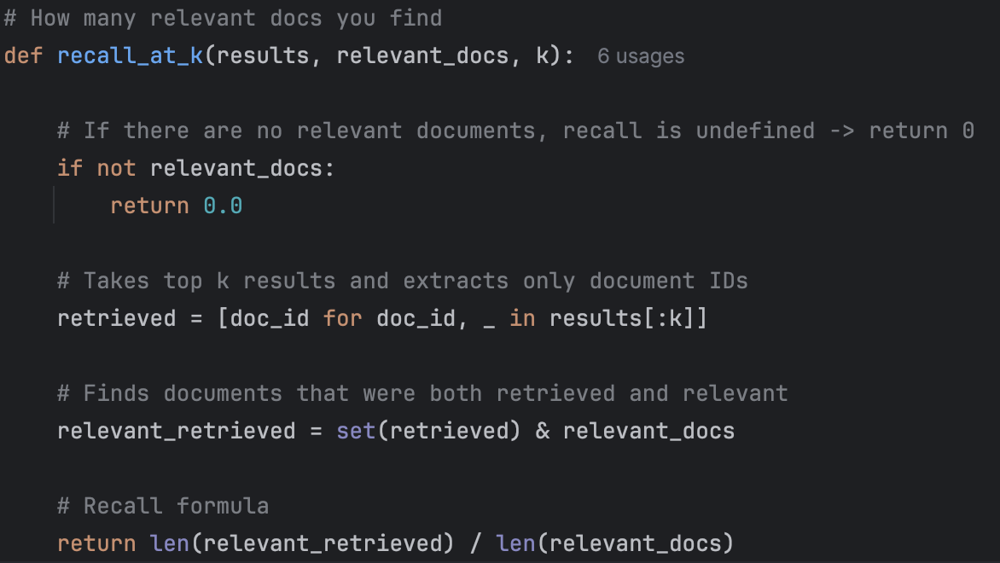 # How many relevant docs you find
def recall_at_k(results, relevant_docs, k): 6 usages
# If there are no relevant documents, recall is undefined -> return 0
if not relevant_docs:
return 0.0
# Takes top k results and extracts only document IDs
retrieved = [doc_id for doc_id, _ in results[:k]]
# Finds documents that were both retrieved and relevant
relevant_retrieved = set(retrieved) & relevant_docs
# Recall formula
return len(relevant_retrieved) / len(relevant_docs)